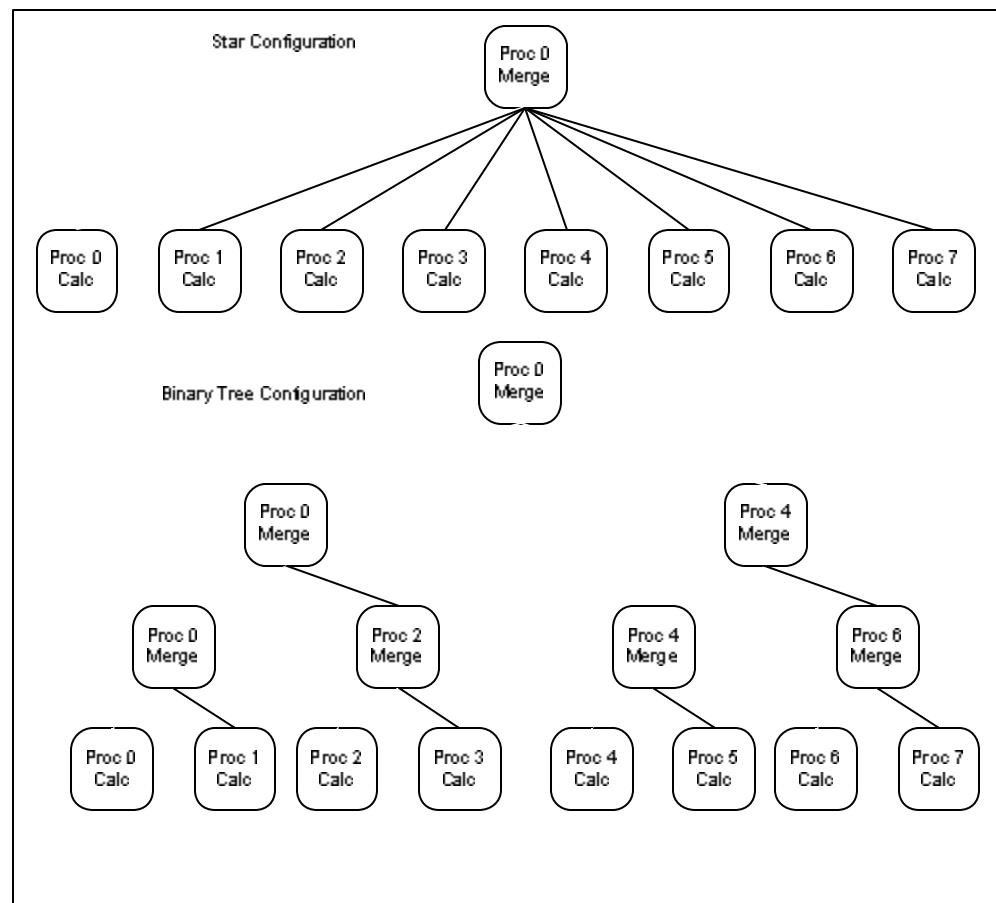 Star Configuration
Proc 0
Merge
Proc 0
Calc
Proc 1
Calc
Proc 2
Calc
Proc 3
Calc
Proc 4
Calc
Proc 5
Calc
Proc 6
Calc
Proc 7
Calc
Binary Tree Configuration
Proc 0
Merge
Proc 0
Merge
Proc 4
Merge
Proc 0
Merge
Proc 2
Merge
Proc 4
Merge
Proc 6
Merge
Proc 0
Calc
Proc 1
Calc
Proc 2
Calc
Proc 3
Calc
Proc 4
Calc
Proc 5
Calc
Proc 6
Calc
Proc 7
Calc